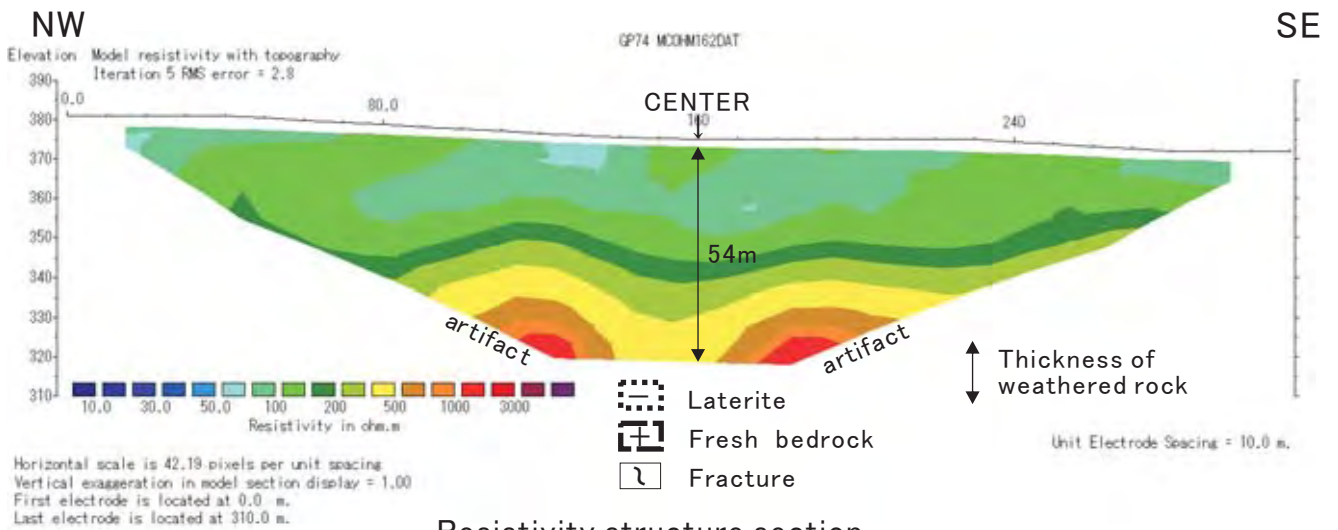 NW
SE
GP74 MCOHM162DAT
Elevation Model resistivity with topography
Iteration 5 RMS error = 2.8
390
380
370
360
350
340
330
320
310
0.0
80.0
CENTER
160
240
54m
artifact
artifact
Thickness of
weathered rock
10.0 30.0 50.0 100 200 500 1000 3000
Resistivity in ohm.m
Laterite
Fresh bedrock
Fracture
Unit Electrode Spacing = 10.0 m.
Horizontal scale is 42.19 pixels per unit spacing
Vertical exaggeration in model section display = 1.00
First electrode is located at 0.0 m.
Last electrode is located at 310.0 m.
Resistivity structure section